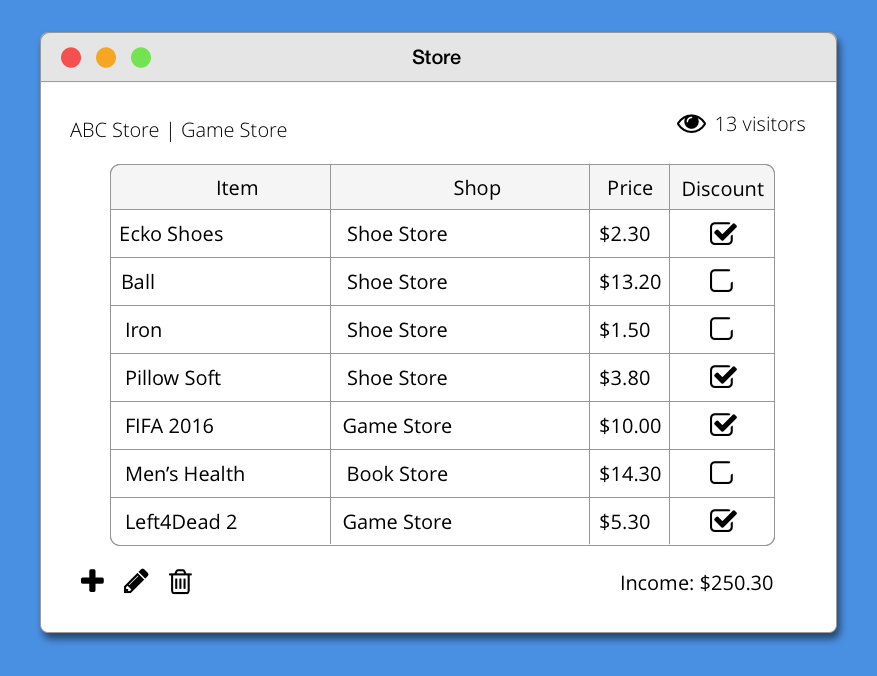 Store
ABC Store | Game Store
13 visitors
Item Shop Price Discount
Ecko Shoes Shoe Store $2.30
Ball Shoe Store $13.20
Iron Shoe Store $1.50
Pillow Soft Shoe Store $3.80
FIFA 2016 Game Store $10.00
Men’s Health Book Store $14.30
Left4Dead 2 Game Store $5.30
Income: $250.30